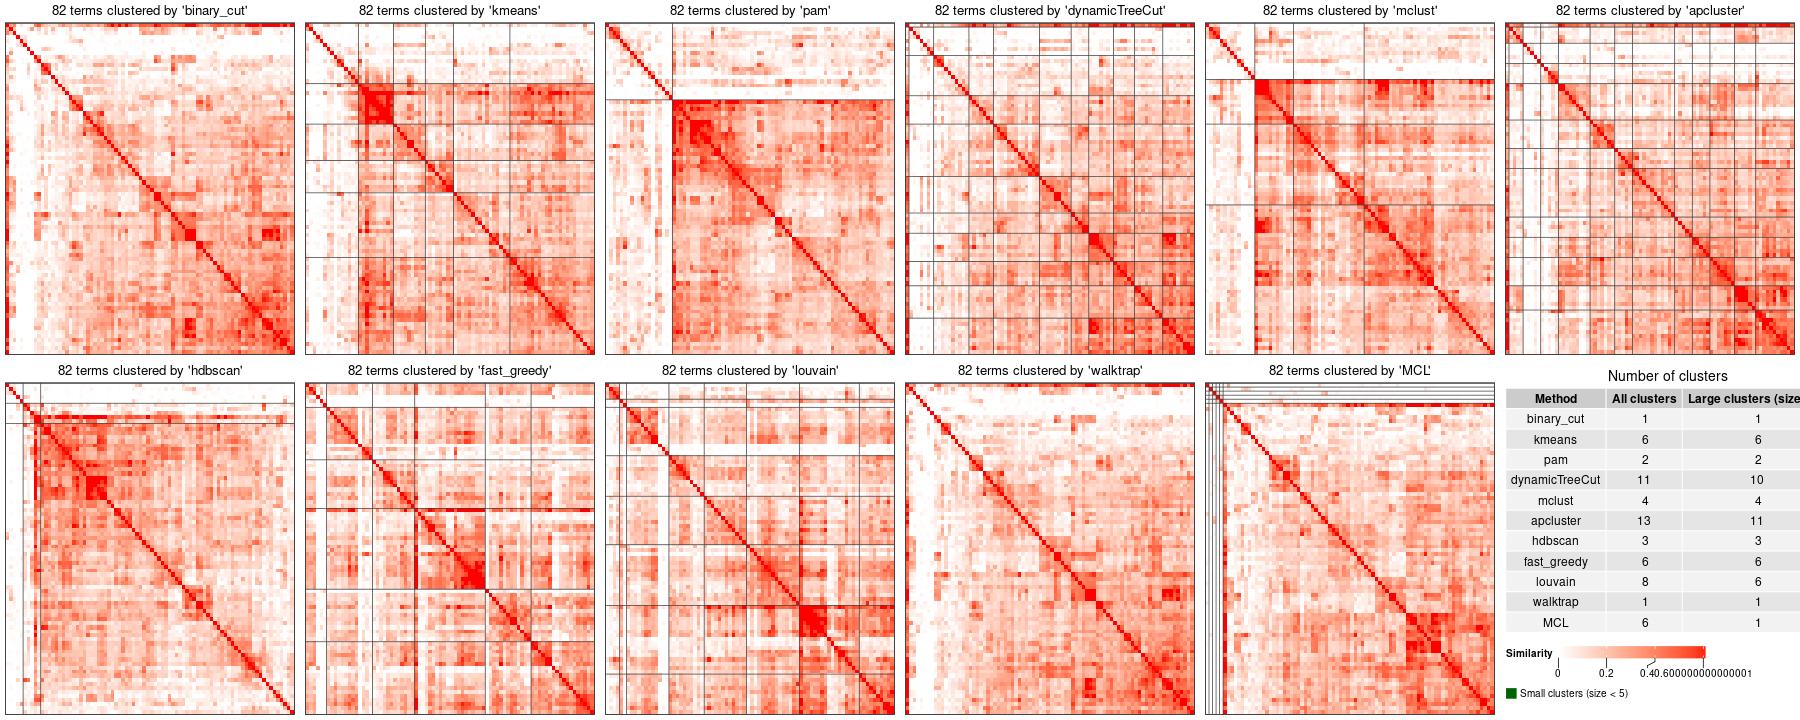 82 terms clustered by 'binary_cut'
82 terms clustered by 'kmeans'
82 terms clustered by 'pam'
82 terms clustered by 'dynamicTreeCut'
82 terms clustered by 'mclust'
82 terms clustered by 'apcluster'
82 terms clustered by 'hdbscan'
82 terms clustered by 'fast_greedy'
82 terms clustered by 'louvain'
82 terms clustered by 'walktrap'
82 terms clustered by 'MCL'
Number of clusters
Method All clusters Large clusters (size
binary_cut 1 1
kmeans 6 6
pam 2 2
dynamicTreeCut 11 10
mclust 4 4
apcluster 13 11
hdbscan 3 3
fast_greedy 6 6
louvain 8 6
walktrap 1 1
MCL 6 1
Similarity
0 0.2 0.40.600000000000001
Small clusters (size < 5)